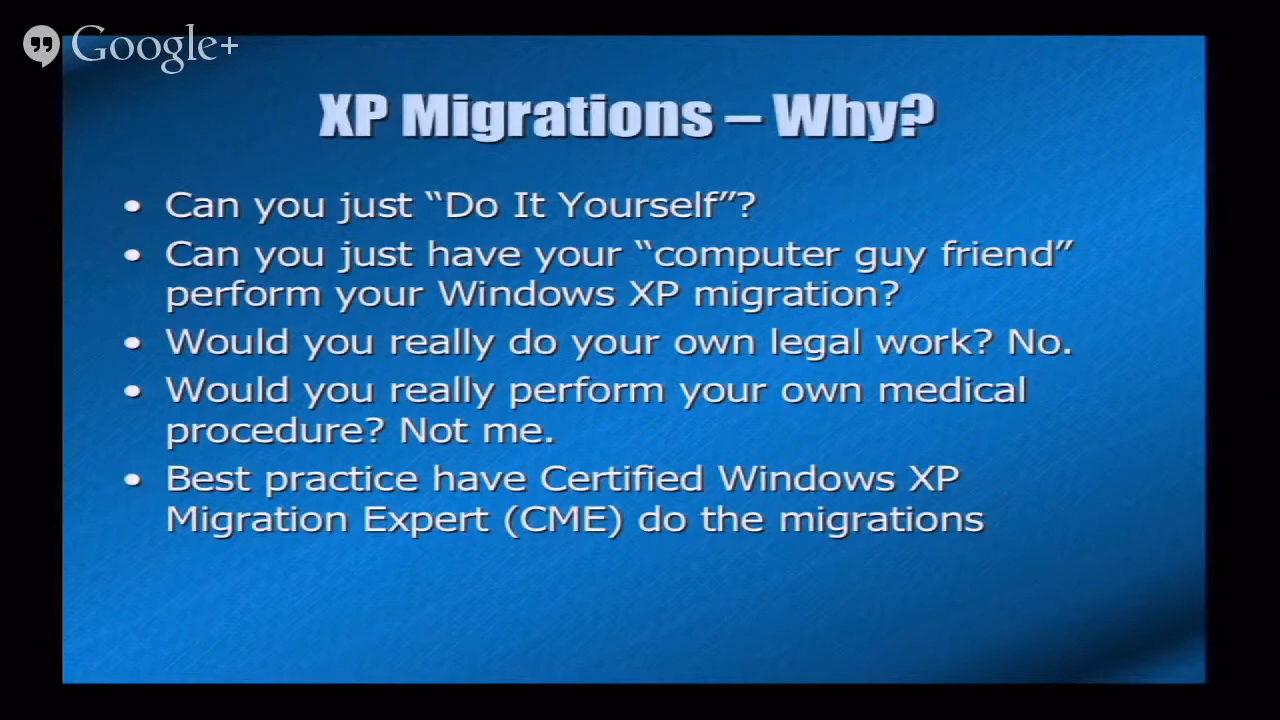 Google+
XP Migrations – Why?
• Can you just “Do It Yourself”?
• Can you just have your “computer guy friend”
perform your Windows XP migration?
• Would you really do your own legal work? No.
• Would you really perform your own medical
procedure? Not me.
• Best practice have Certified Windows XP
Migration Expert (CME) do the migrations